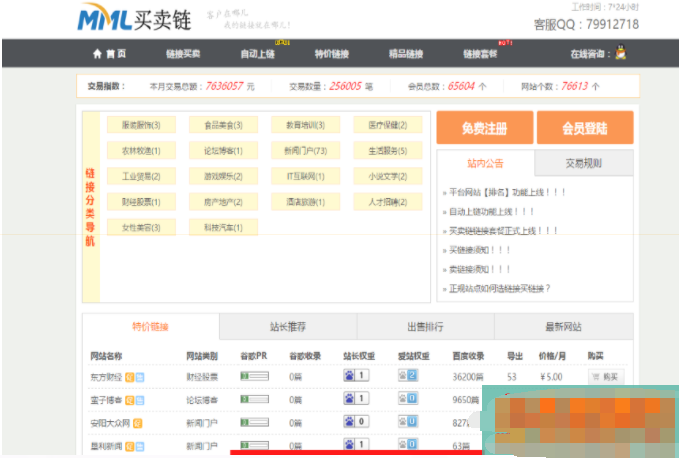 MML 买卖链
客户在哪儿
我的链接就在哪儿!
工作时间：7*24小时
客服QQ：79912718
首页 链接买卖 自动上链 特价链接 精品链接 链接套餐 在线咨询：
HOT!
交易指数： 本月交易总额：7636057 元 交易数量：256005 笔 会员总数：65604 个 网站个数：76613 个
链接分类导航
服装服饰(3) 食品美食(3) 教育培训(3) 医疗保健(2)
农林牧渔(1) 论坛博客(1) 新闻门户(73) 生活服务(5)
工业贸易(2) 游戏娱乐(2) IT互联网(1) 小说文学(2)
财经股票(1) 房产地产(2) 酒店旅游(1) 人才招聘(2)
女性美容(3) 科技汽车(1)
免费注册 会员登陆
站内公告 交易规则
» 平台网站【排名】功能上线！！！
» 自动上链功能上线！！！
» 买卖链链接套餐正式上线！！！
» 买链接须知！！！
» 卖链接须知！！！
» 正规站点如何选链接买链接？
特价链接 站长推荐 出售排行 最新网站
网站名称 网站类别 谷歌PR 谷歌收录 站长权重 爱站权重 百度收录 导出 价格/月 购买
东方财经 财经股票 0篇 1 2 36200篇 53 ￥5.00 购买
宝子博客 论坛博客 0篇 1 0 9650篇
安阳大众网 新闻门户 0篇 0 0 827
垦利新闻 新闻门户 0篇 1 0 63篇